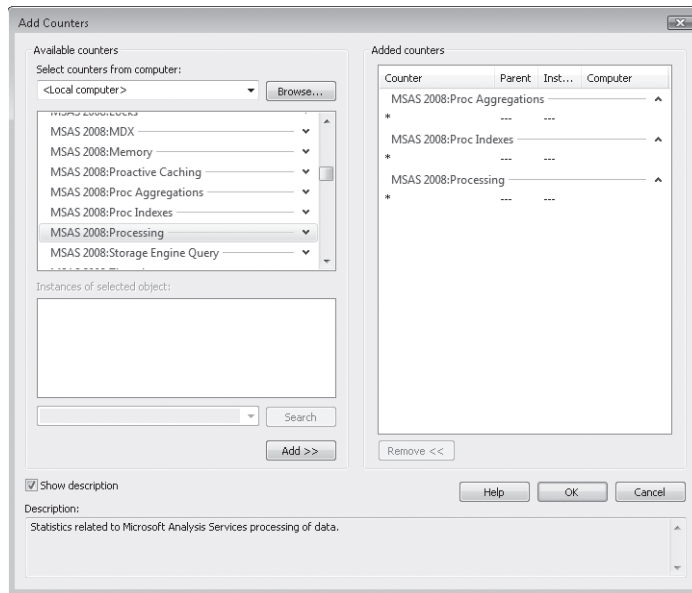 Add Counters
Available counters
Select counters from computer:
<Local computer>
Browse...
MSAS 2008:Locks
MSAS 2008:MDX
MSAS 2008:Memory
MSAS 2008:Proactive Caching
MSAS 2008:Proc Aggregations
MSAS 2008:Proc Indexes
MSAS 2008:Processing
MSAS 2008:Storage Engine Query
Instances of selected object:
Search
Add >>
Added counters
Counter Parent Inst... Computer
MSAS 2008:Proc Aggregations
* --- ---
MSAS 2008:Proc Indexes
* --- ---
MSAS 2008:Processing
* --- ---
Remove <<
Show description
Help OK Cancel
Description:
Statistics related to Microsoft Analysis Services processing of data.